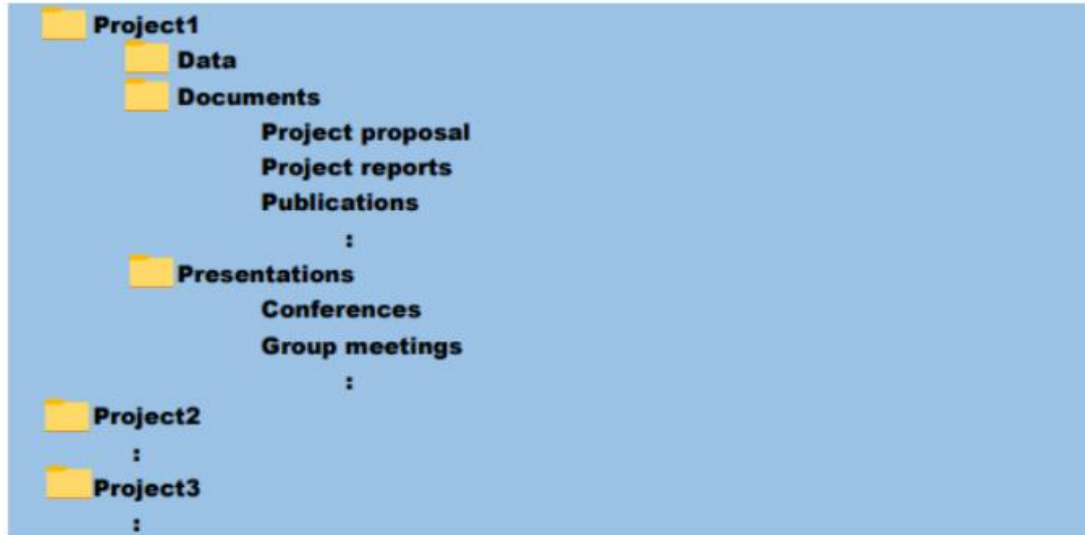 Project1
Data
Documents
Project proposal
Project reports
Publications
:
Presentations
Conferences
Group meetings
:
Project2
:
Project3
: